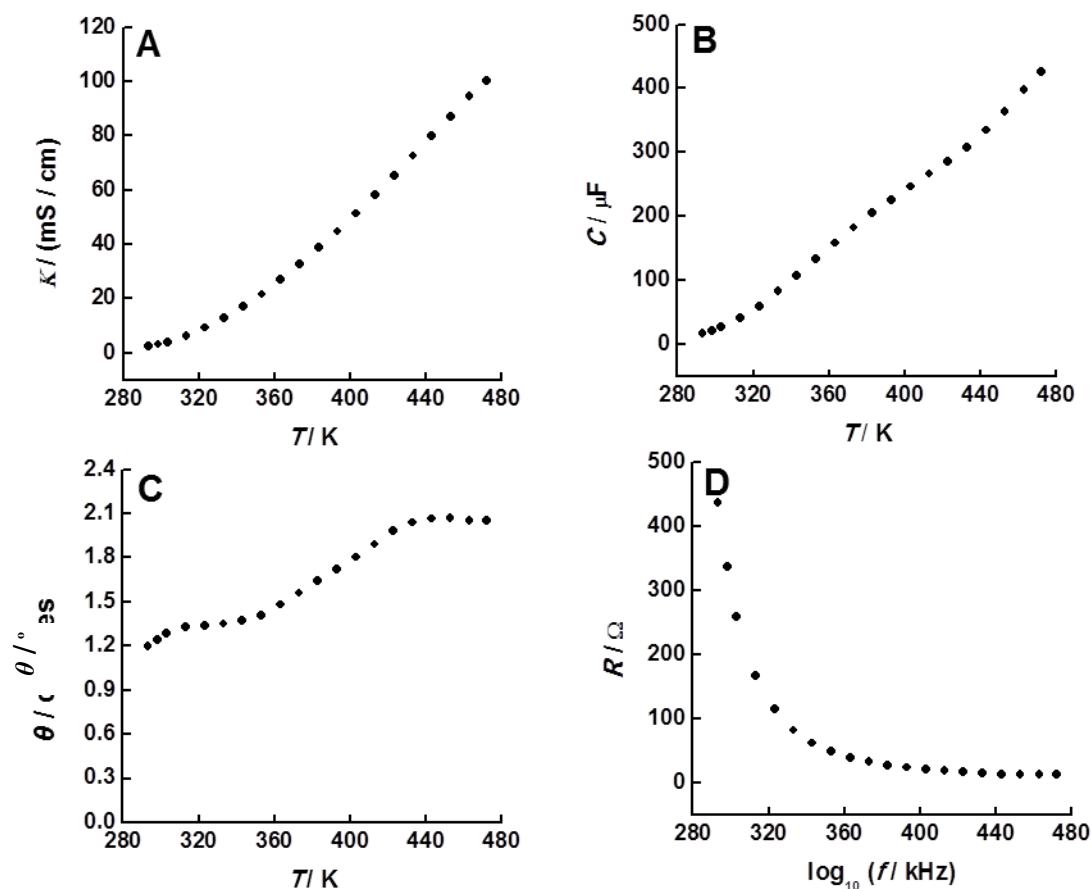 A
120
100
80
60
40
20
0
K / (mS / cm)
280 320 360 400 440 480
T/ K
B
500
400
300
200
100
0
C / µF
280 320 360 400 440 480
T/ K
C
2.4
2.1
1.8
1.5
1.2
0.9
0.6
0.3
0.0
θ / °
θ / es
280 320 360 400 440 480
T/ K
D
500
400
300
200
100
0
R / Ω
280 320 360 400 440 480
log₁₀ (f / kHz)